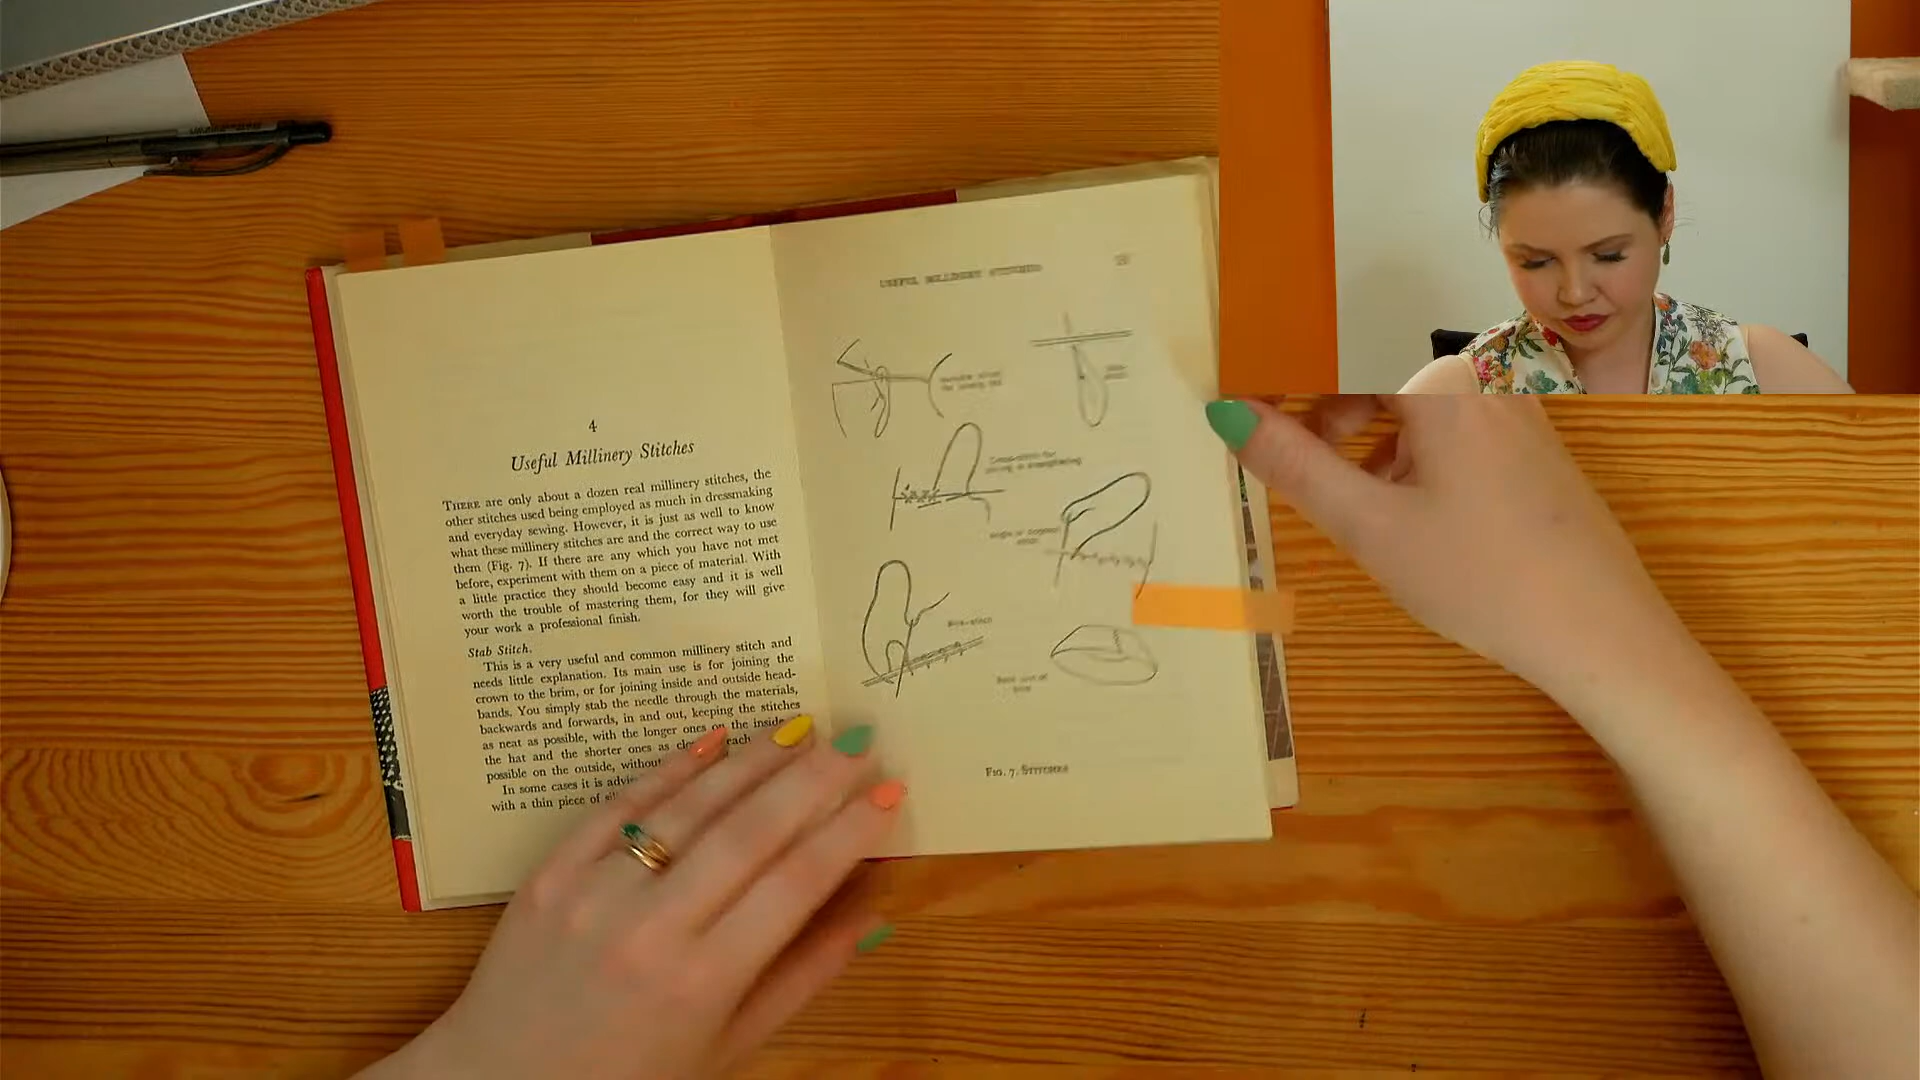 4
Useful Millinery Stitches
THERE are only about a dozen real millinery stitches, the
other stitches used being employed as much in dressmaking
and everyday sewing. However, it is just as well to know
what these millinery stitches are and the correct way to use
them (Fig. 7). If there are any which you have not met
before, experiment with them on a piece of material. With
a little practice they should become easy and it is well
worth the trouble of mastering them, for they will give
your work a professional finish.
Stab Stitch.
This is a very useful and common millinery stitch and
needs little explanation. Its main use is for joining the
crown to the brim, or for joining inside and outside head-
bands. You simply stab the needle through the materials,
backwards and forwards, in and out, keeping the stitches
as neat as possible, with the longer ones on the inside
the hat and the shorter ones as each
possible on the outside, without
In some cases it is
with a thin piece of
USEFUL MILLINERY STITCHES
Cross-stitch for
joining or strengthening
Wire-stitch
FIG. 7. STITCHES